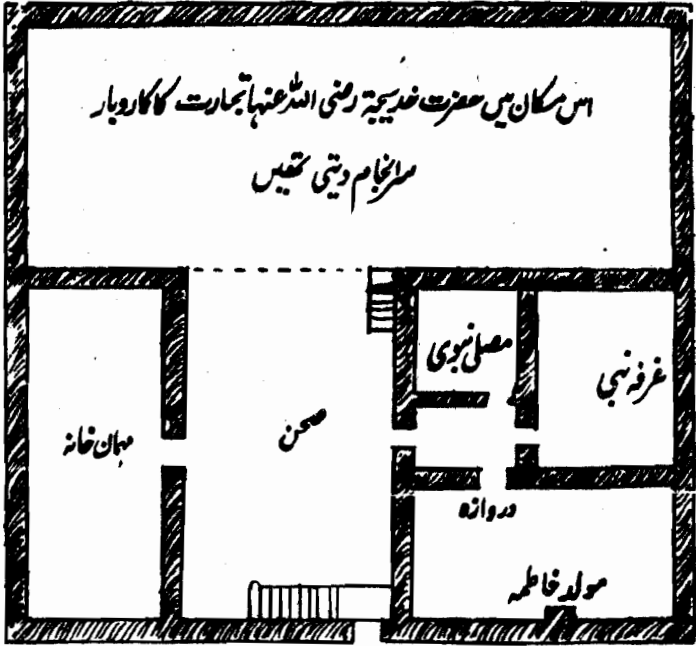 اس مکان میں حضرت خدیجۃ رضی اللہ عنہا تجارت کا کاروبار
سرانجام دیتی تھیں
مصلی نبوی
غرفہ نبی
صحن
مہمان خانہ
دروازہ
مولد فاطمہ